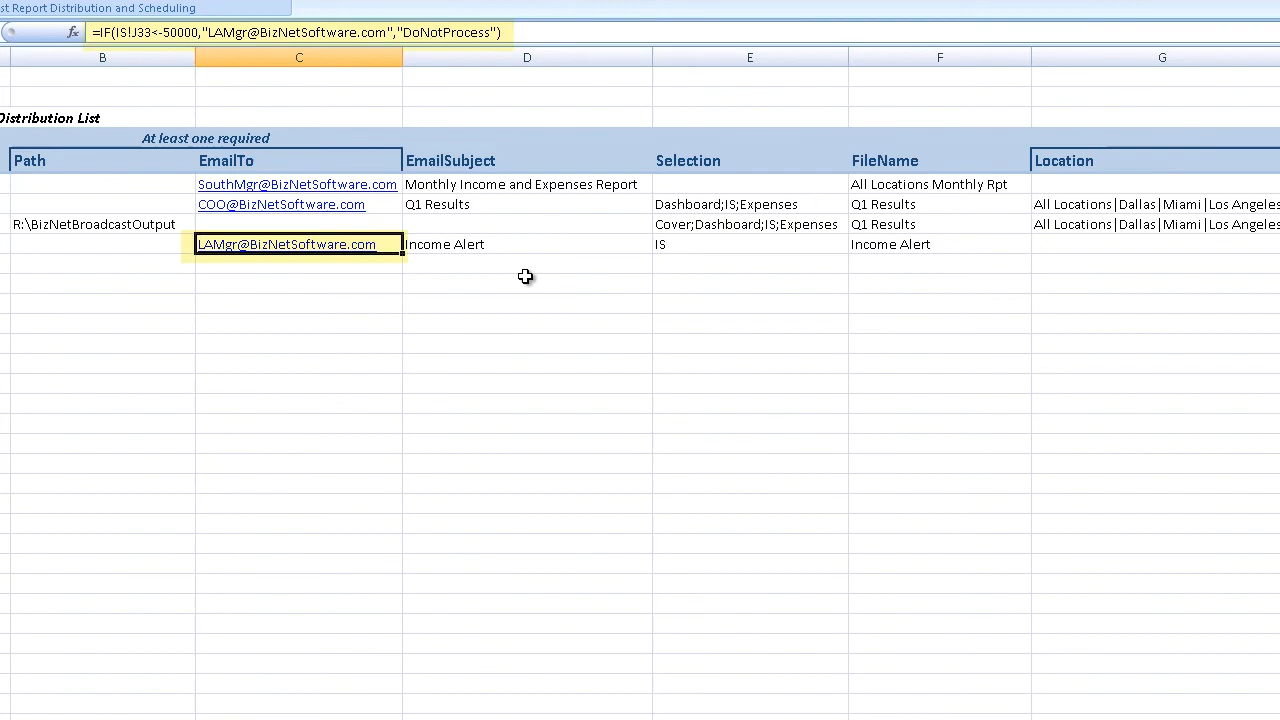 st Report Distribution and Scheduling
fx =IF(IS!J33<-50000,"LAMgr@BizNetSoftware.com","DoNotProcess")
B C D E F G
Distribution List
At least one required
Path EmailTo EmailSubject Selection FileName Location
SouthMgr@BizNetSoftware.com Monthly Income and Expenses Report All Locations Monthly Rpt
COO@BizNetSoftware.com Q1 Results Dashboard;IS;Expenses Q1 Results All Locations|Dallas|Miami|Los Angeles
R:\BizNetBroadcastOutput Cover;Dashboard;IS;Expenses Q1 Results All Locations|Dallas|Miami|Los Angeles
LAMgr@BizNetSoftware.com Income Alert IS Income Alert